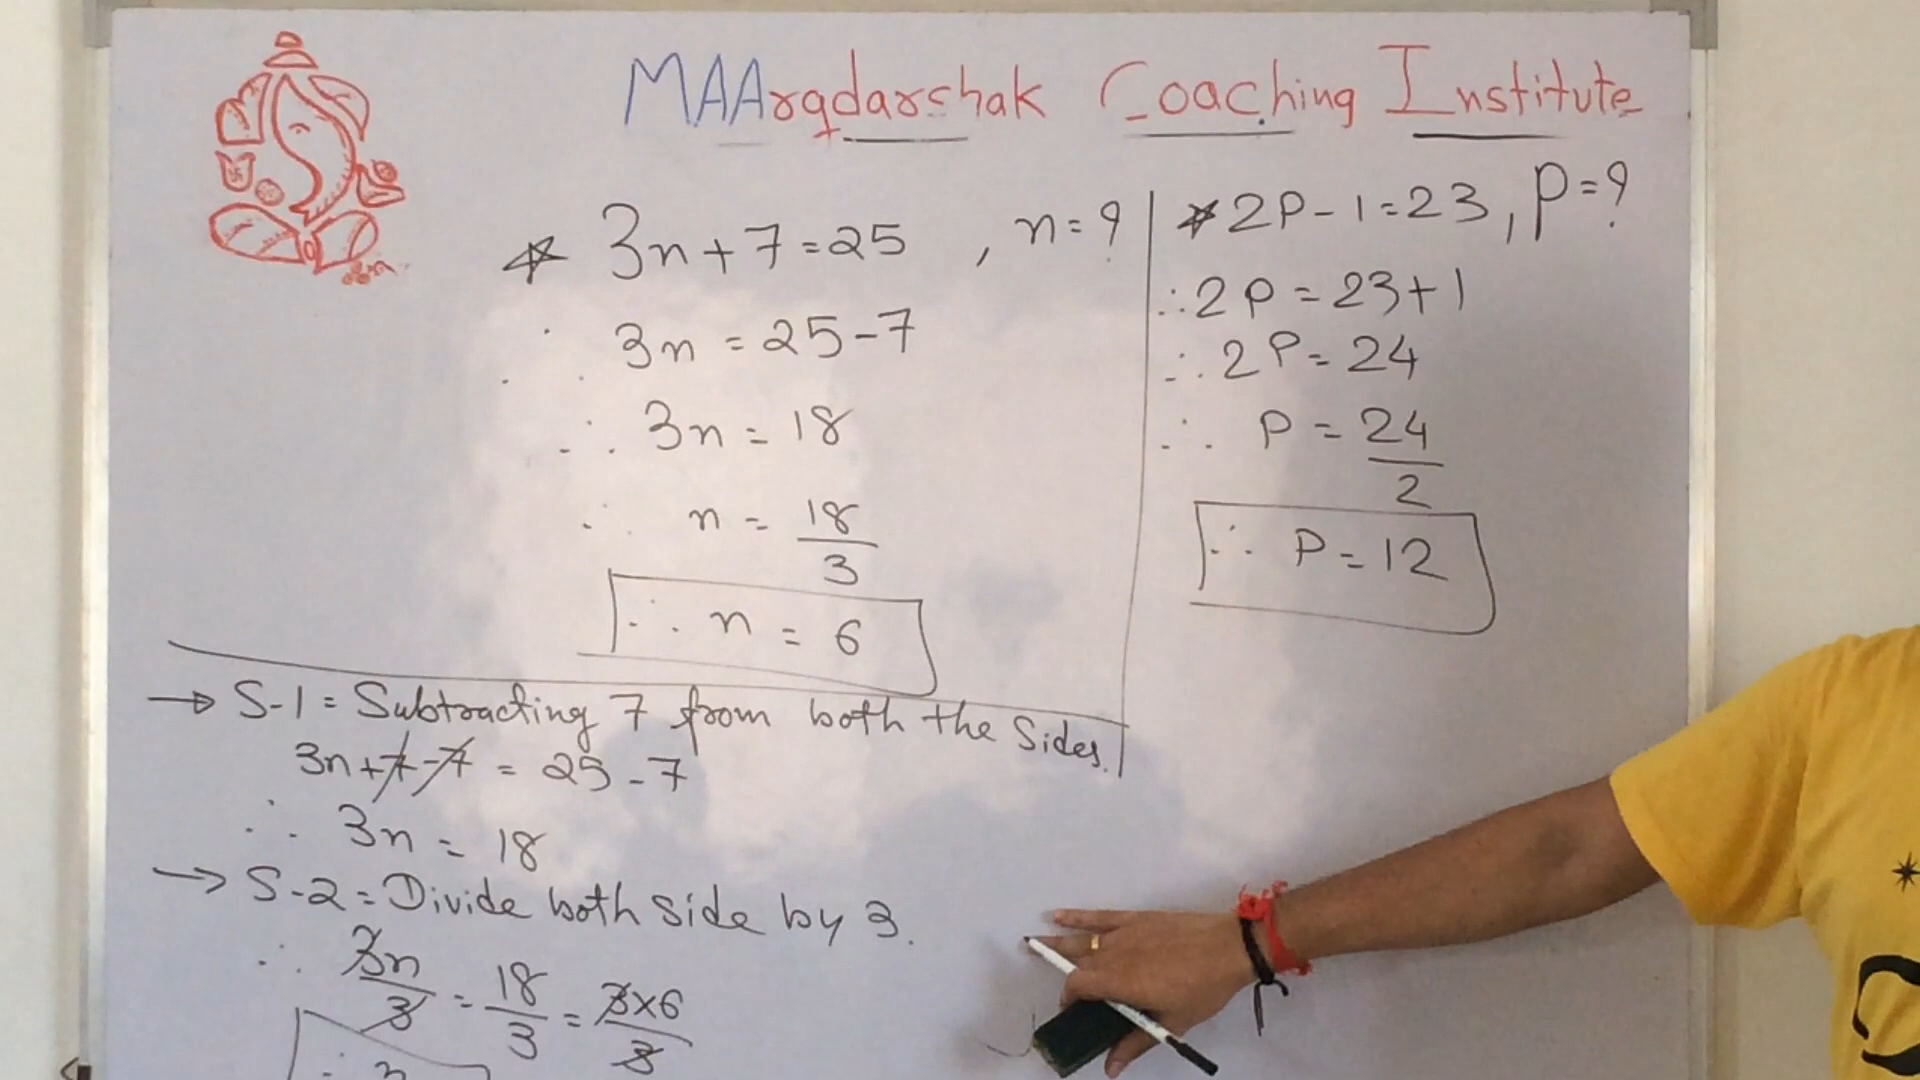 MAArgdarshak Coaching Institute
* 3n+7=25 , n=?
∴ 3n = 25-7
∴ 3n = 18
∴ n = 18/3
∴ n = 6
* 2P-1=23, P=?
∴ 2P = 23+1
∴ 2P = 24
∴ P = 24/2
∴ P = 12
→ S-1 = Subtracting 7 from both the Sides.
3n+7-7 = 25-7
∴ 3n = 18
→ S-2 = Divide both side by 3.
∴ 3n/3 = 18/3 = 3×6/3